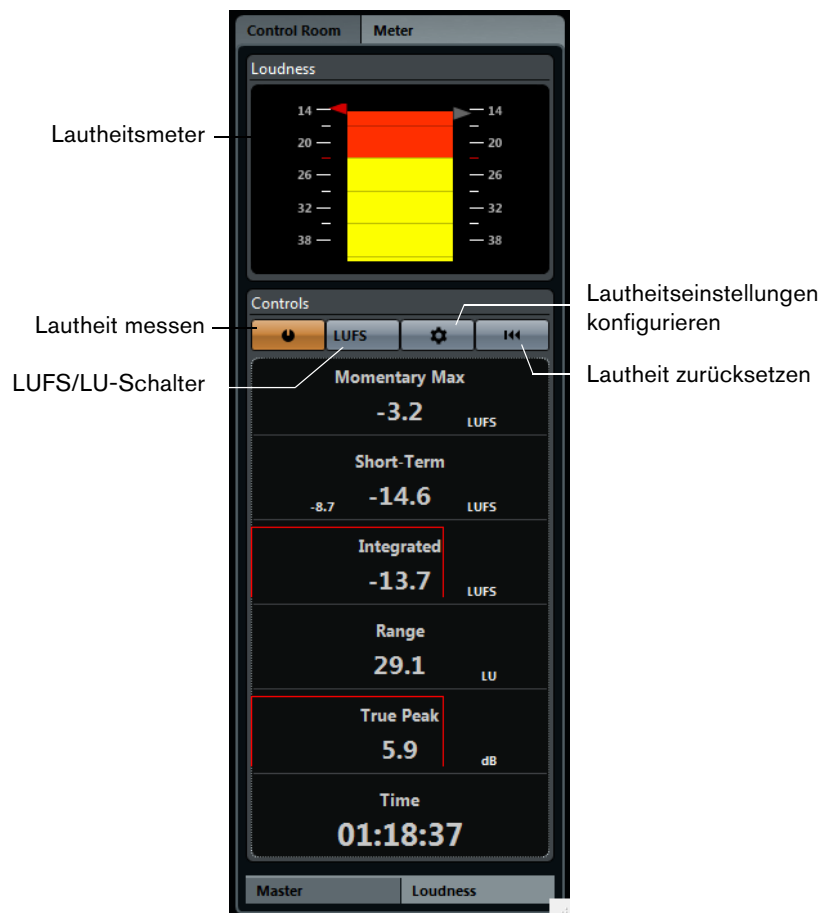 Control Room Meter
Loudness
14 14
20 20
26 26
32 32
38 38
Lautheitsmeter
Controls
LUFS
Lautheit messen
LUFS/LU-Schalter
Lautheitseinstellungen
konfigurieren
Lautheit zurücksetzen
Momentary Max
-3.2 LUFS
Short-Term
-8.7 -14.6 LUFS
Integrated
-13.7 LUFS
Range
29.1 LU
True Peak
5.9 dB
Time
01:18:37
Master Loudness